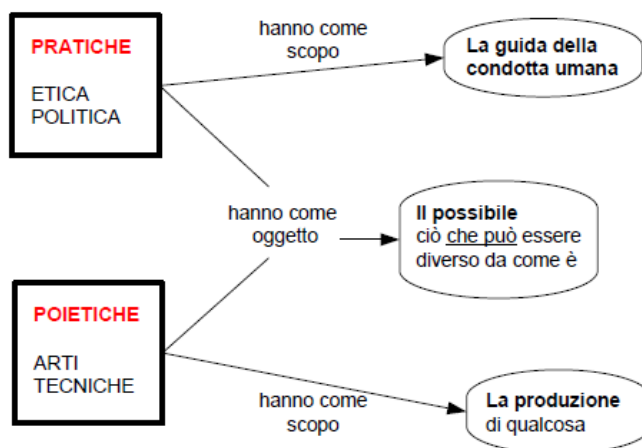 PRATICHE
ETICA
POLITICA
hanno come
scopo
La guida della
condotta umana
hanno come
oggetto
Il possibile
ciò che può essere
diverso da come è
POIETICHE
ARTI
TECNICHE
hanno come
scopo
La produzione
di qualcosa